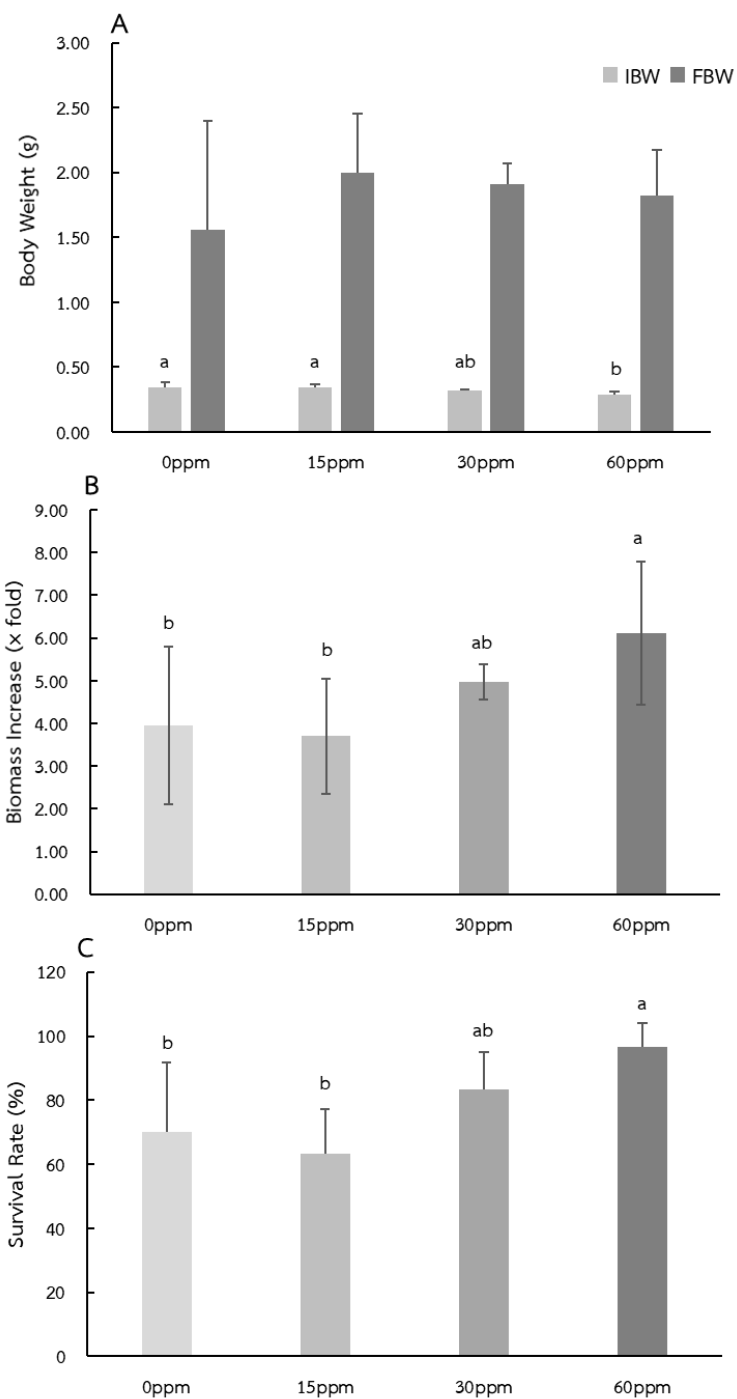 A
3.00
IBW FBW
2.50
2.00
1.50
1.00
0.50
0.00
Body Weight (g)
a a ab b
0ppm 15ppm 30ppm 60ppm
B
9.00
8.00
7.00
6.00
5.00
4.00
3.00
2.00
1.00
0.00
Biomass Increase (x fold)
b b ab a
0ppm 15ppm 30ppm 60ppm
C
120
100
80
60
40
20
0
Survival Rate (%)
b b ab a
0ppm 15ppm 30ppm 60ppm